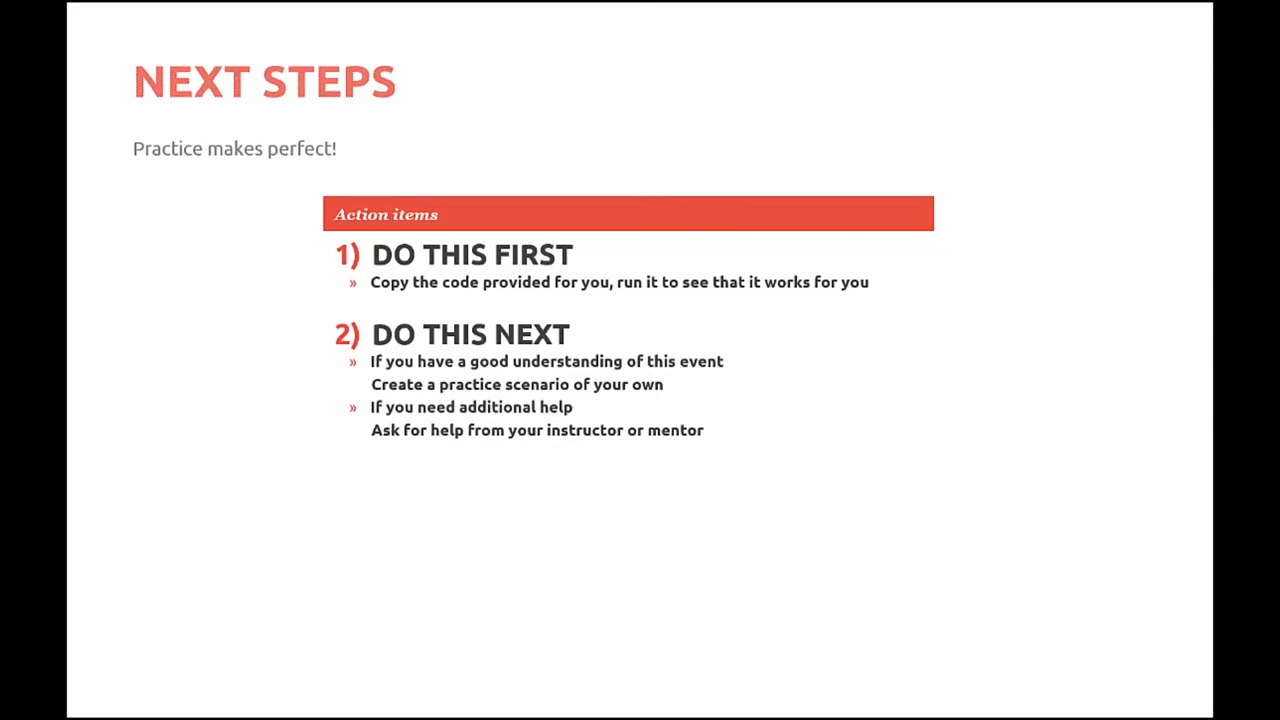 NEXT STEPS
Practice makes perfect!
Action items
1) DO THIS FIRST
» Copy the code provided for you, run it to see that it works for you
2) DO THIS NEXT
» If you have a good understanding of this event
Create a practice scenario of your own
» If you need additional help
Ask for help from your instructor or mentor